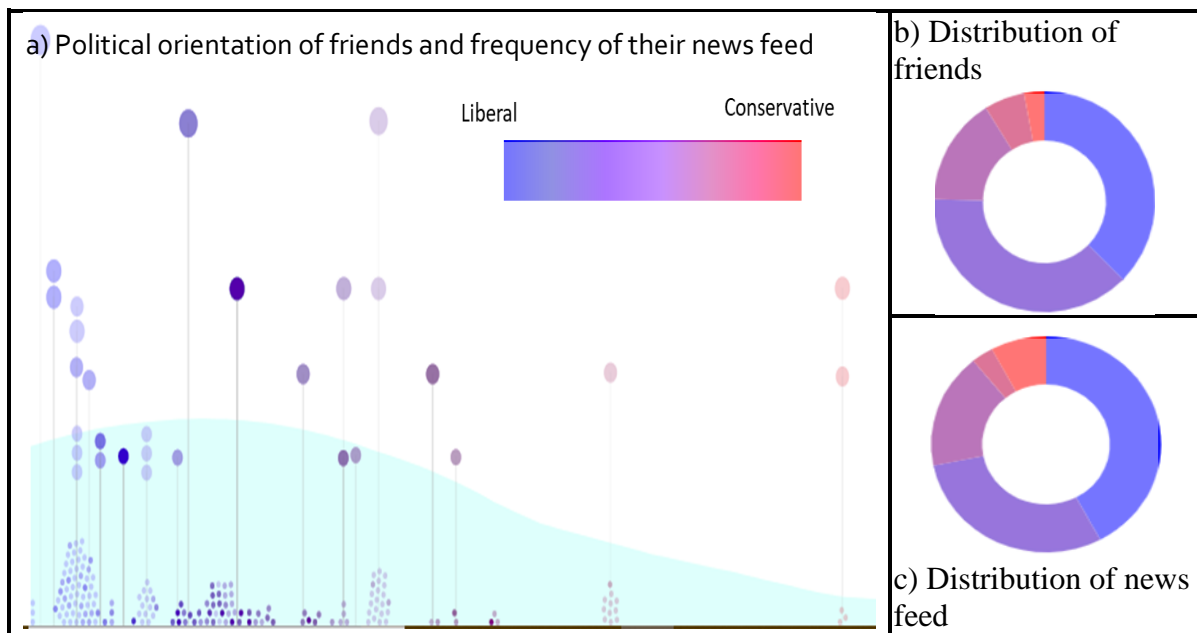 a) Political orientation of friends and frequency of their news feed
Liberal
Conservative
b) Distribution of
friends
c) Distribution of news
feed